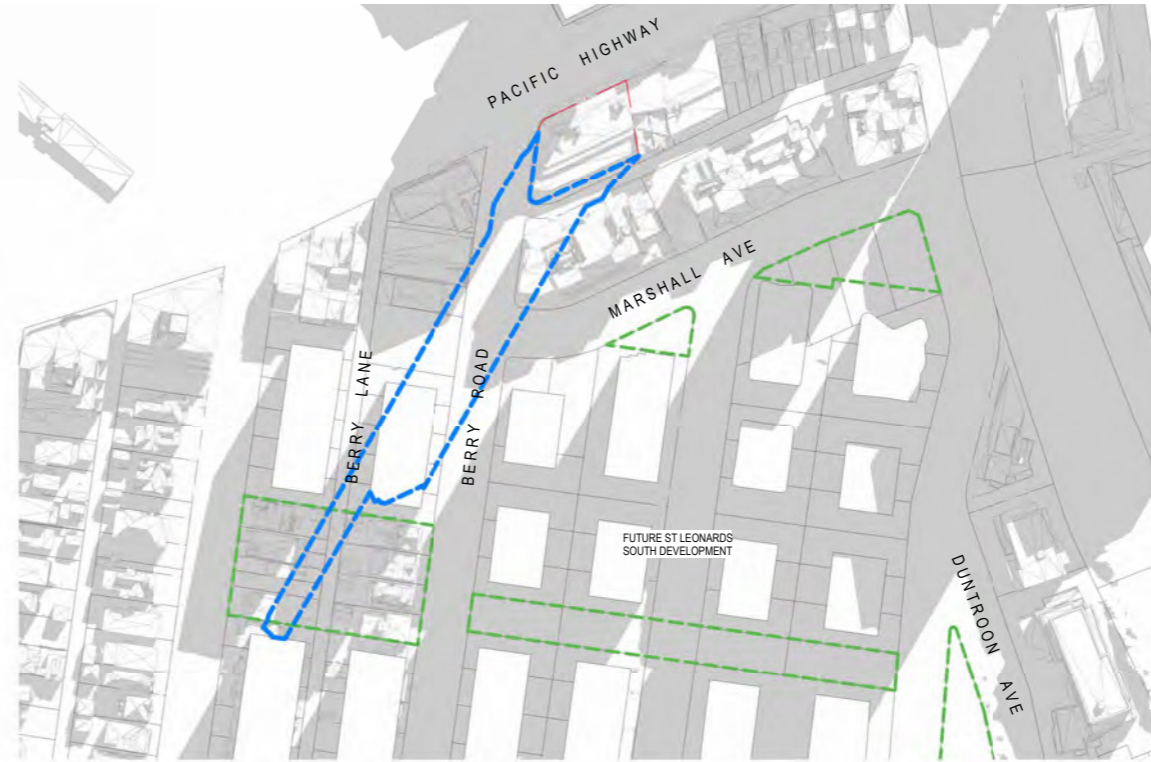 PACIFIC HIGHWAY
MARSHALL AVE
BERRY LANE
BERRY ROAD
FUTURE ST LEONARDS
SOUTH DEVELOPMENT
DUNTROON AVE